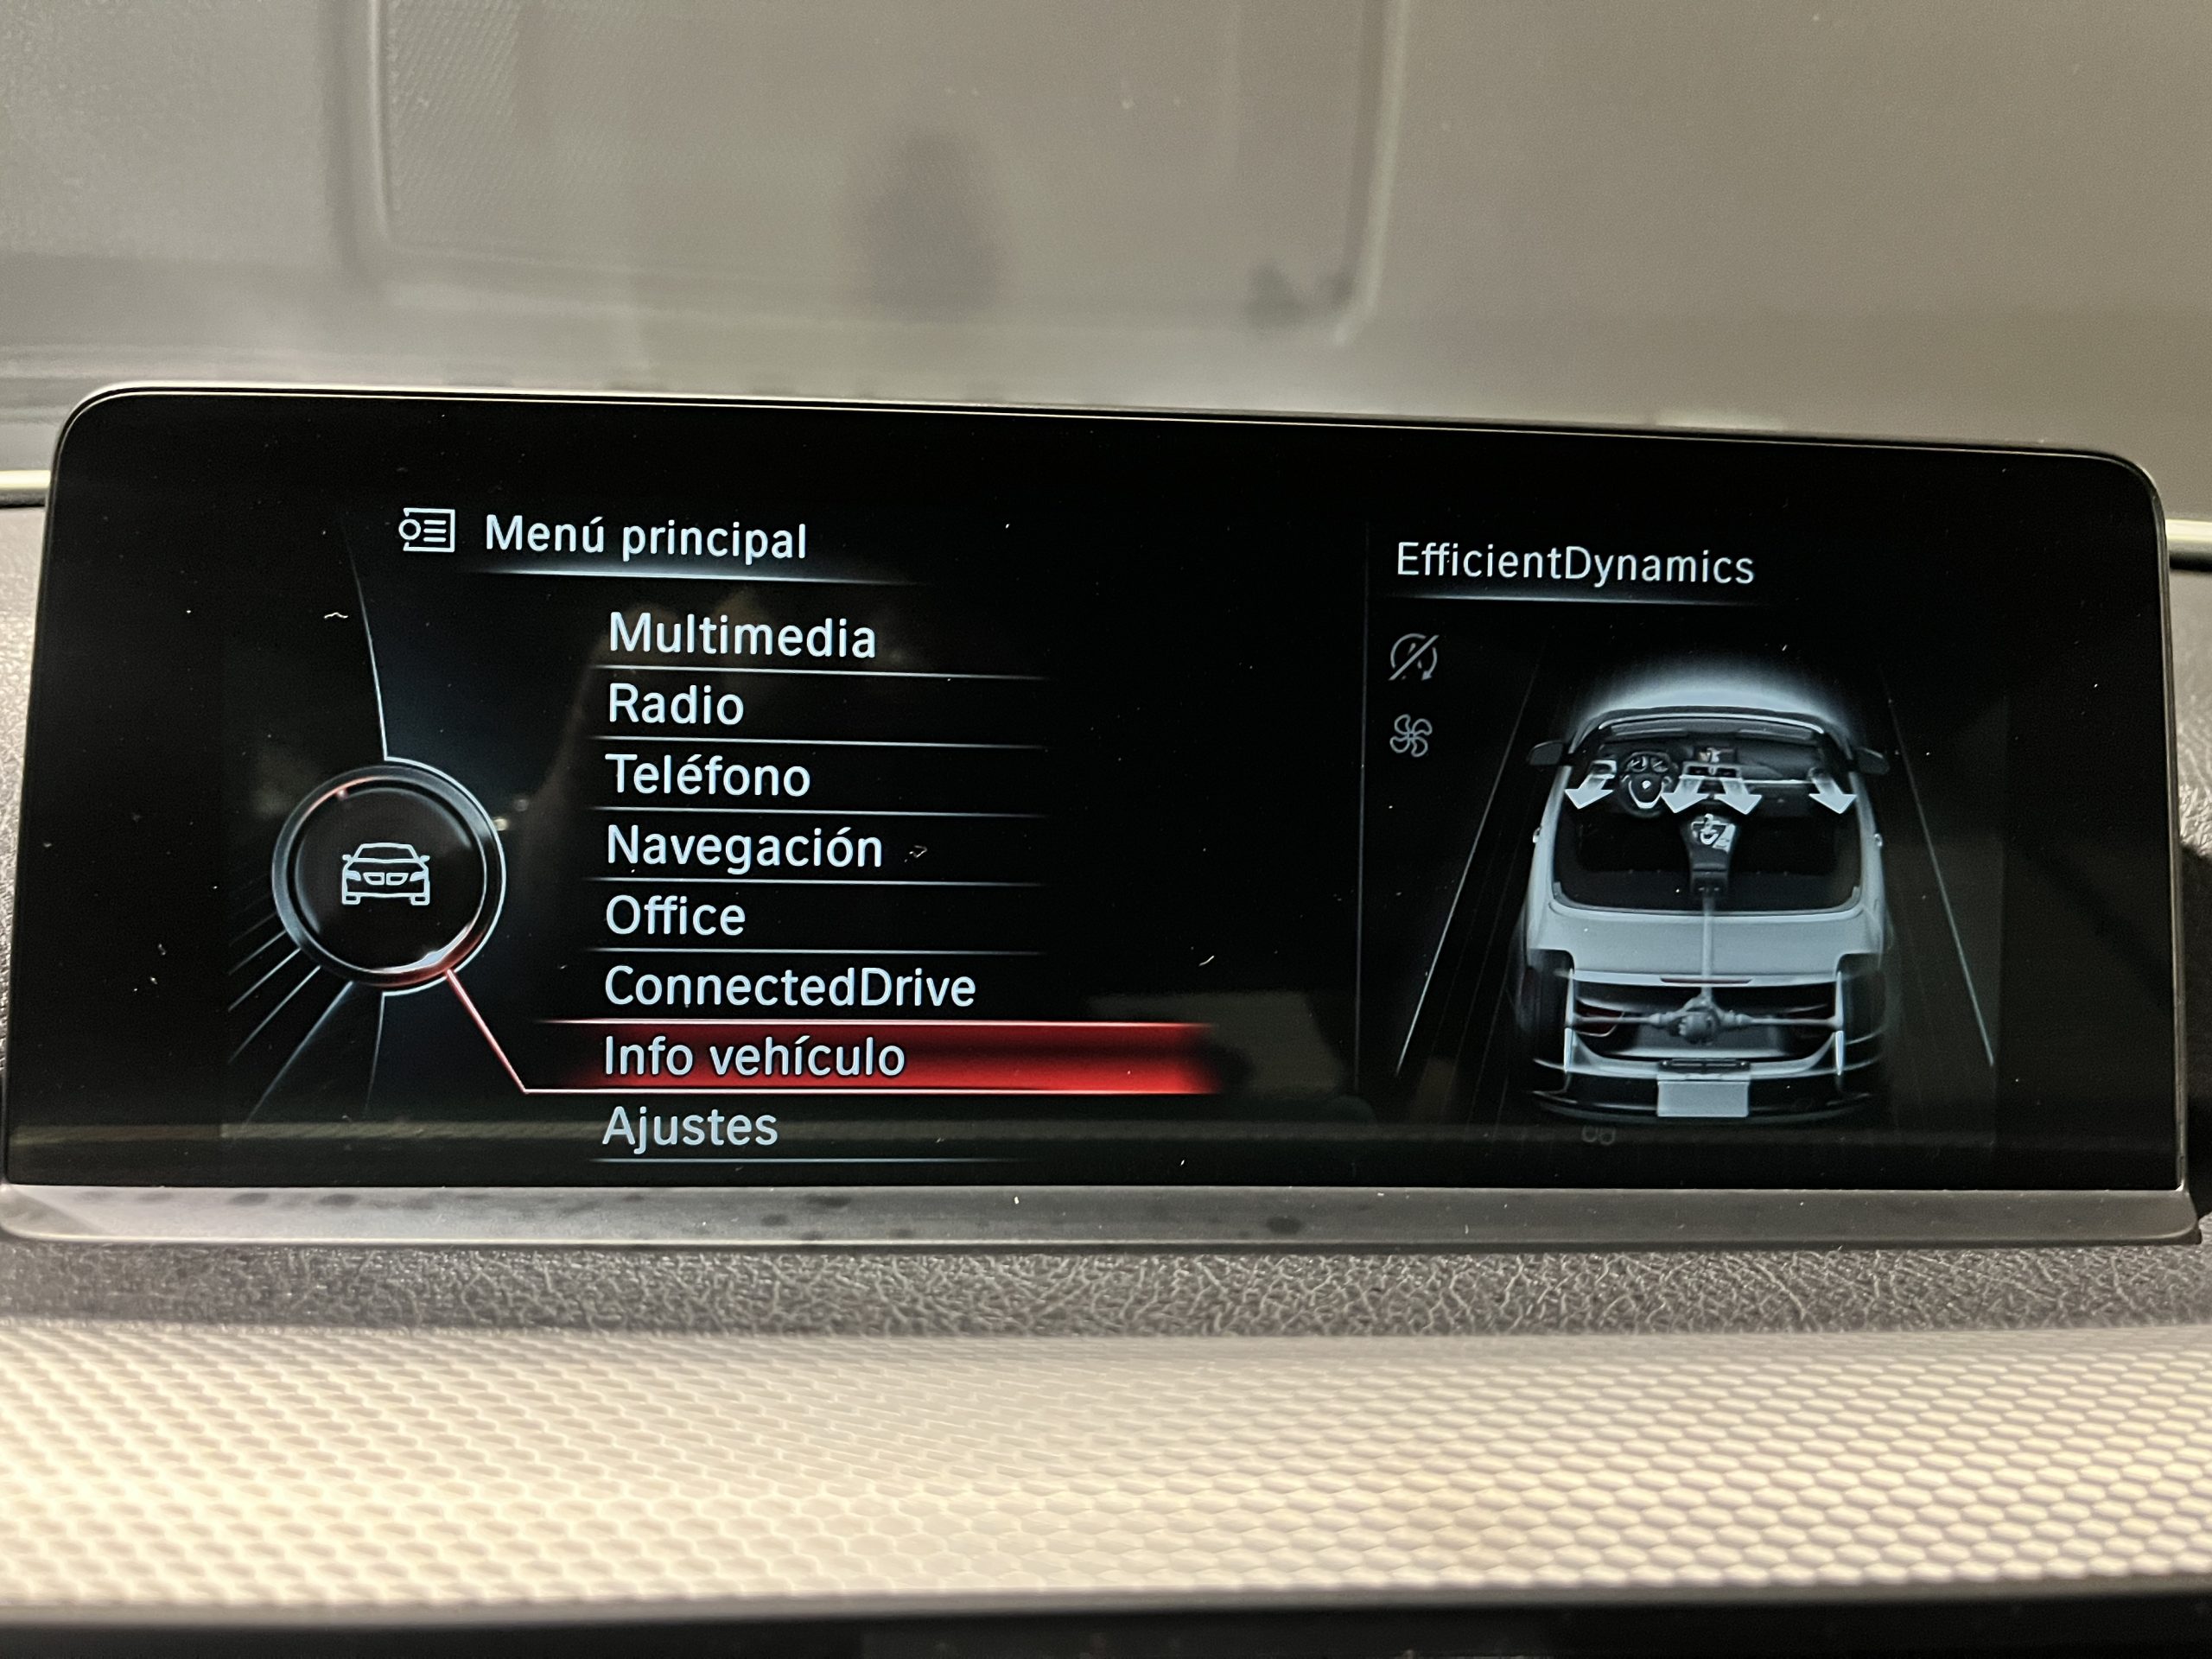 Menú principal
Multimedia
Radio
Teléfono
Navegación
Office
ConnectedDrive
Info vehículo
Ajustes
EfficientDynamics